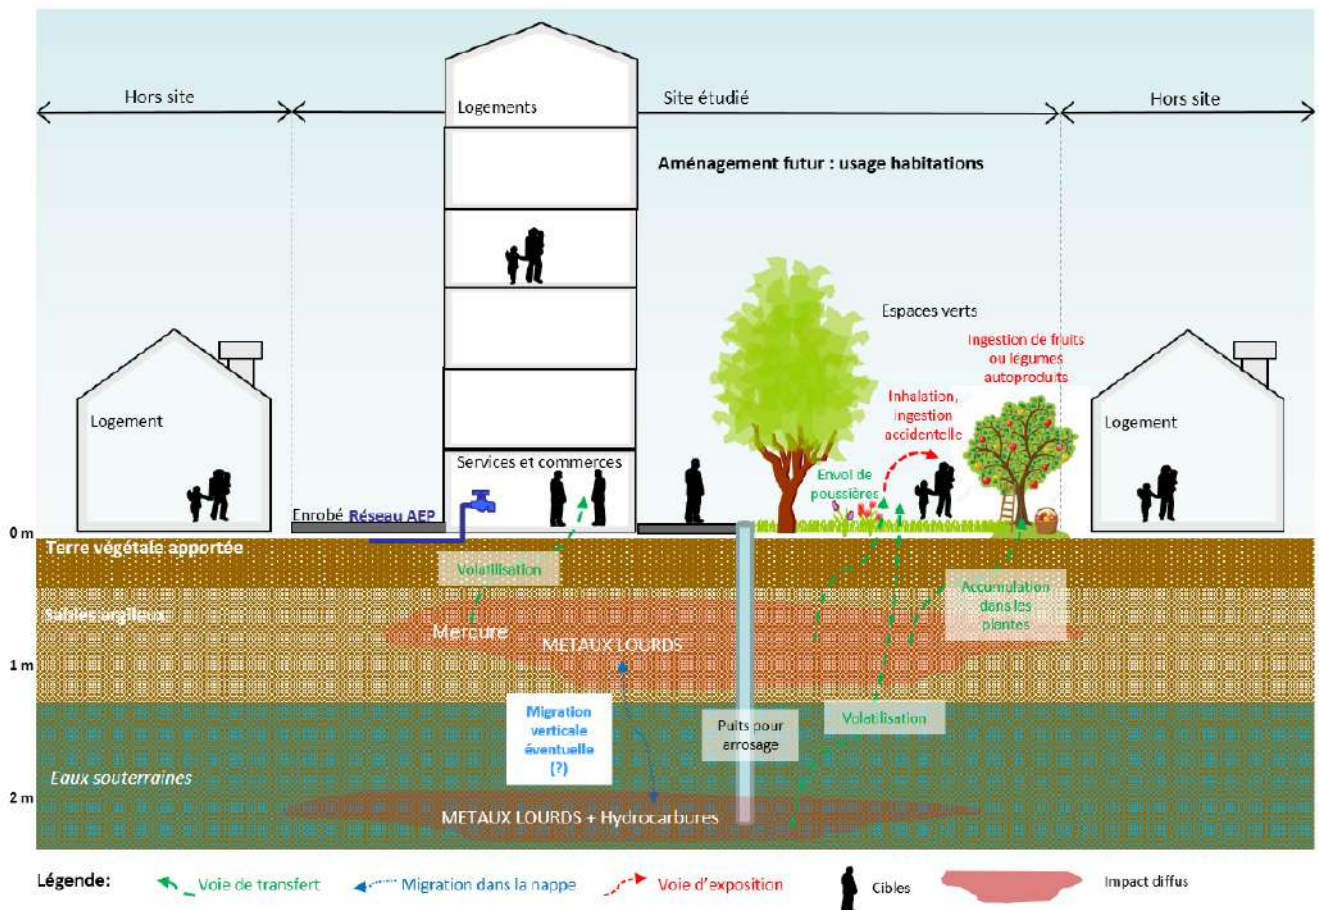 Hors site
Site étudié
Hors site
Logements
Aménagement futur : usage habitations
Espaces verts
Ingestion de fruits
ou légumes
autoproduits
Inhalation,
ingestion
accidentelle
Logement
Logement
Services et commerces
Envol de
poussières
Enrobé Réseau AEP
0 m
Terre végétale apportée
Volatilisation
Accumulation
dans les
plantes
Sables argileux
Mercure
METAUX LOURDS
1 m
Migration
verticale
éventuelle
(?)
Puits pour
arrosage
Volatilisation
Eaux souterraines
2 m
METAUX LOURDS + Hydrocarbures
Légende:
Voie de transfert
Migration dans la nappe
Voie d'exposition
Cibles
Impact diffus